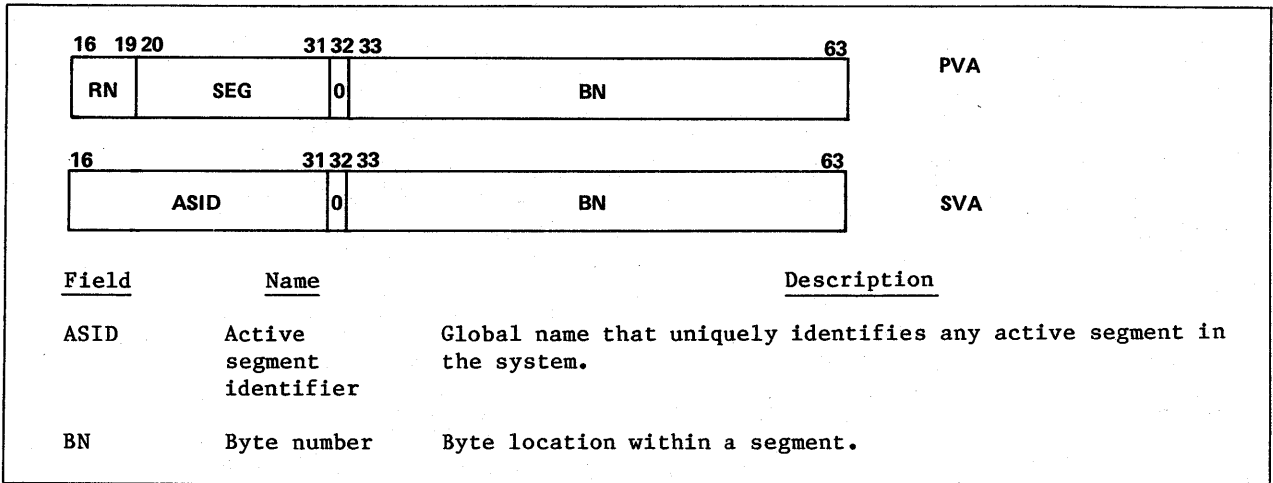 16 19 20 31 32 33 63
RN SEG 0 BN PVA
16 31 32 33 63
ASID 0 BN SVA
Field Name Description
ASID Active Global name that uniquely identifies any active segment in
segment the system.
identifier
BN Byte number Byte location within a segment.